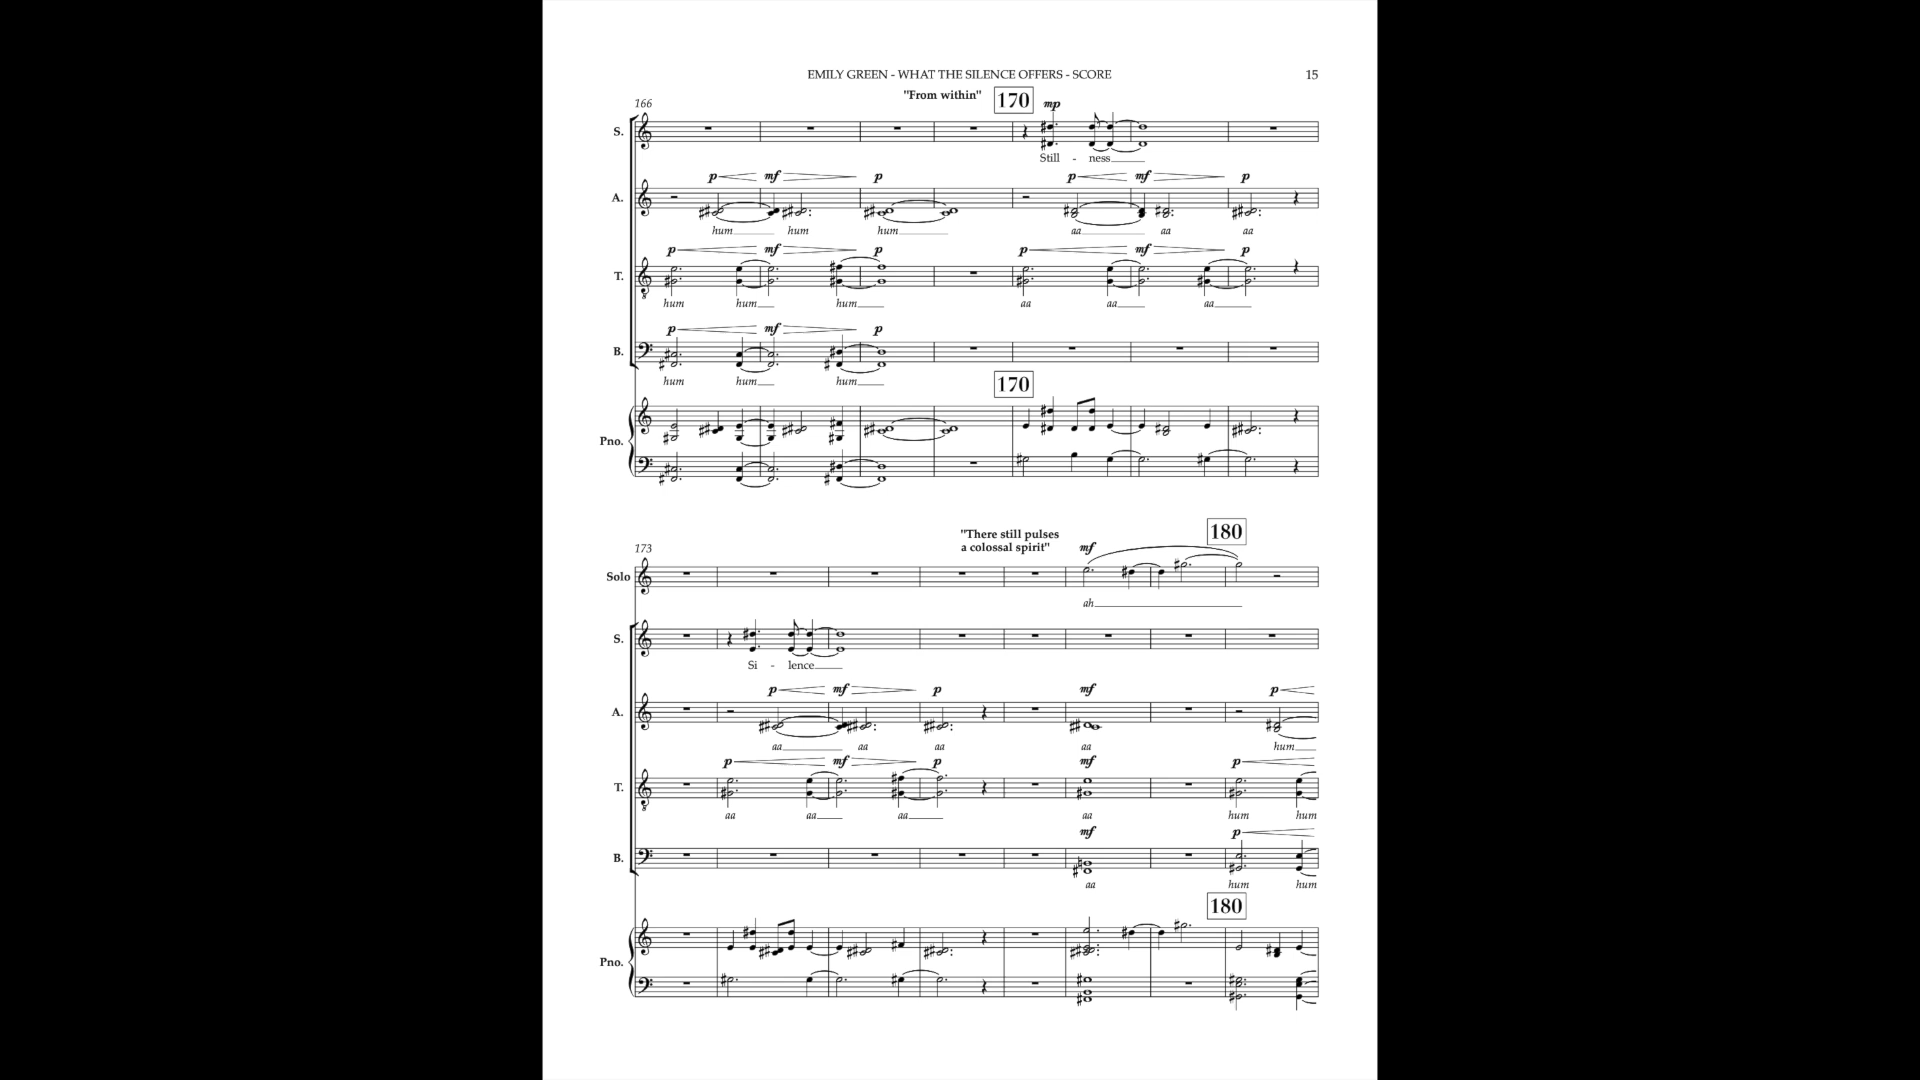 EMILY GREEN - WHAT THE SILENCE OFFERS - SCORE 15
"From within" 170 mp
166
S.
Still - ness
p mf p p mf p
A.
hum hum hum aa aa aa
p mf p p mf p
T.
8
hum hum hum aa aa aa
p mf p
B.
hum hum hum
170
Pno.
180
"There still pulses
a colossal spirit" mf
173
Solo
ah
S.
Si - lence
p mf p mf p
A.
aa aa aa aa hum
p mf p mf p
T.
8
aa aa aa aa hum hum
mf p
B.
aa hum hum
180
Pno.